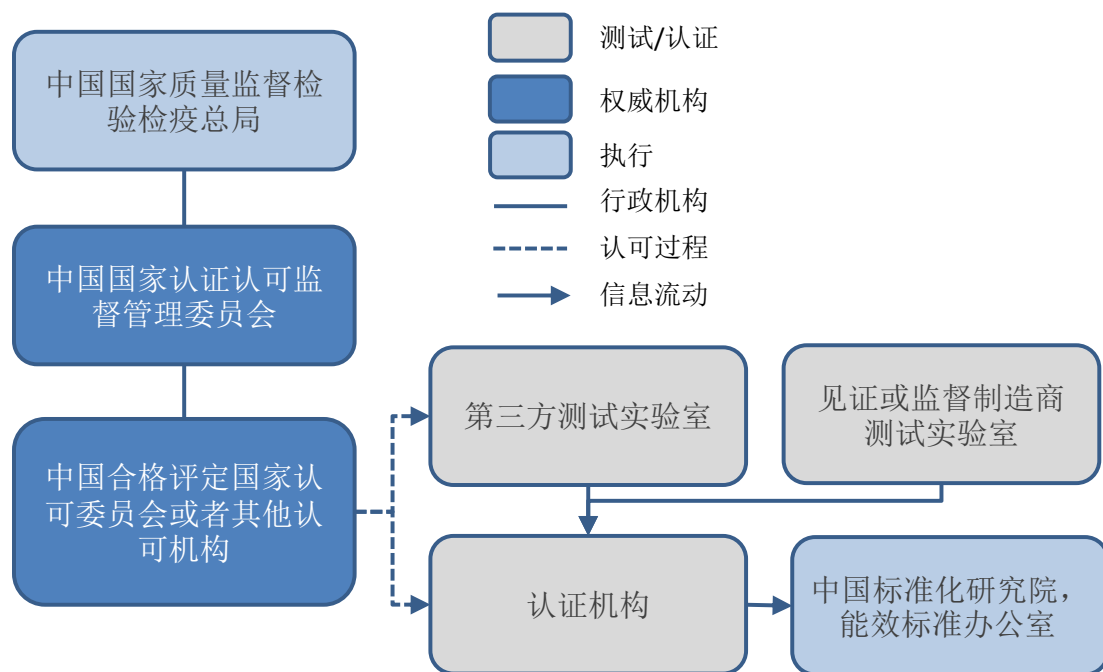 中国国家质量监督检
验检疫总局
测试/认证
权威机构
执行
行政机构
认可过程
信息流动
中国国家认证认可监
督管理委员会
中国合格评定国家认
可委员会或者其他认
可机构
第三方测试实验室
见证或监督制造商
测试实验室
认证机构
中国标准化研究院，
能效标准办公室